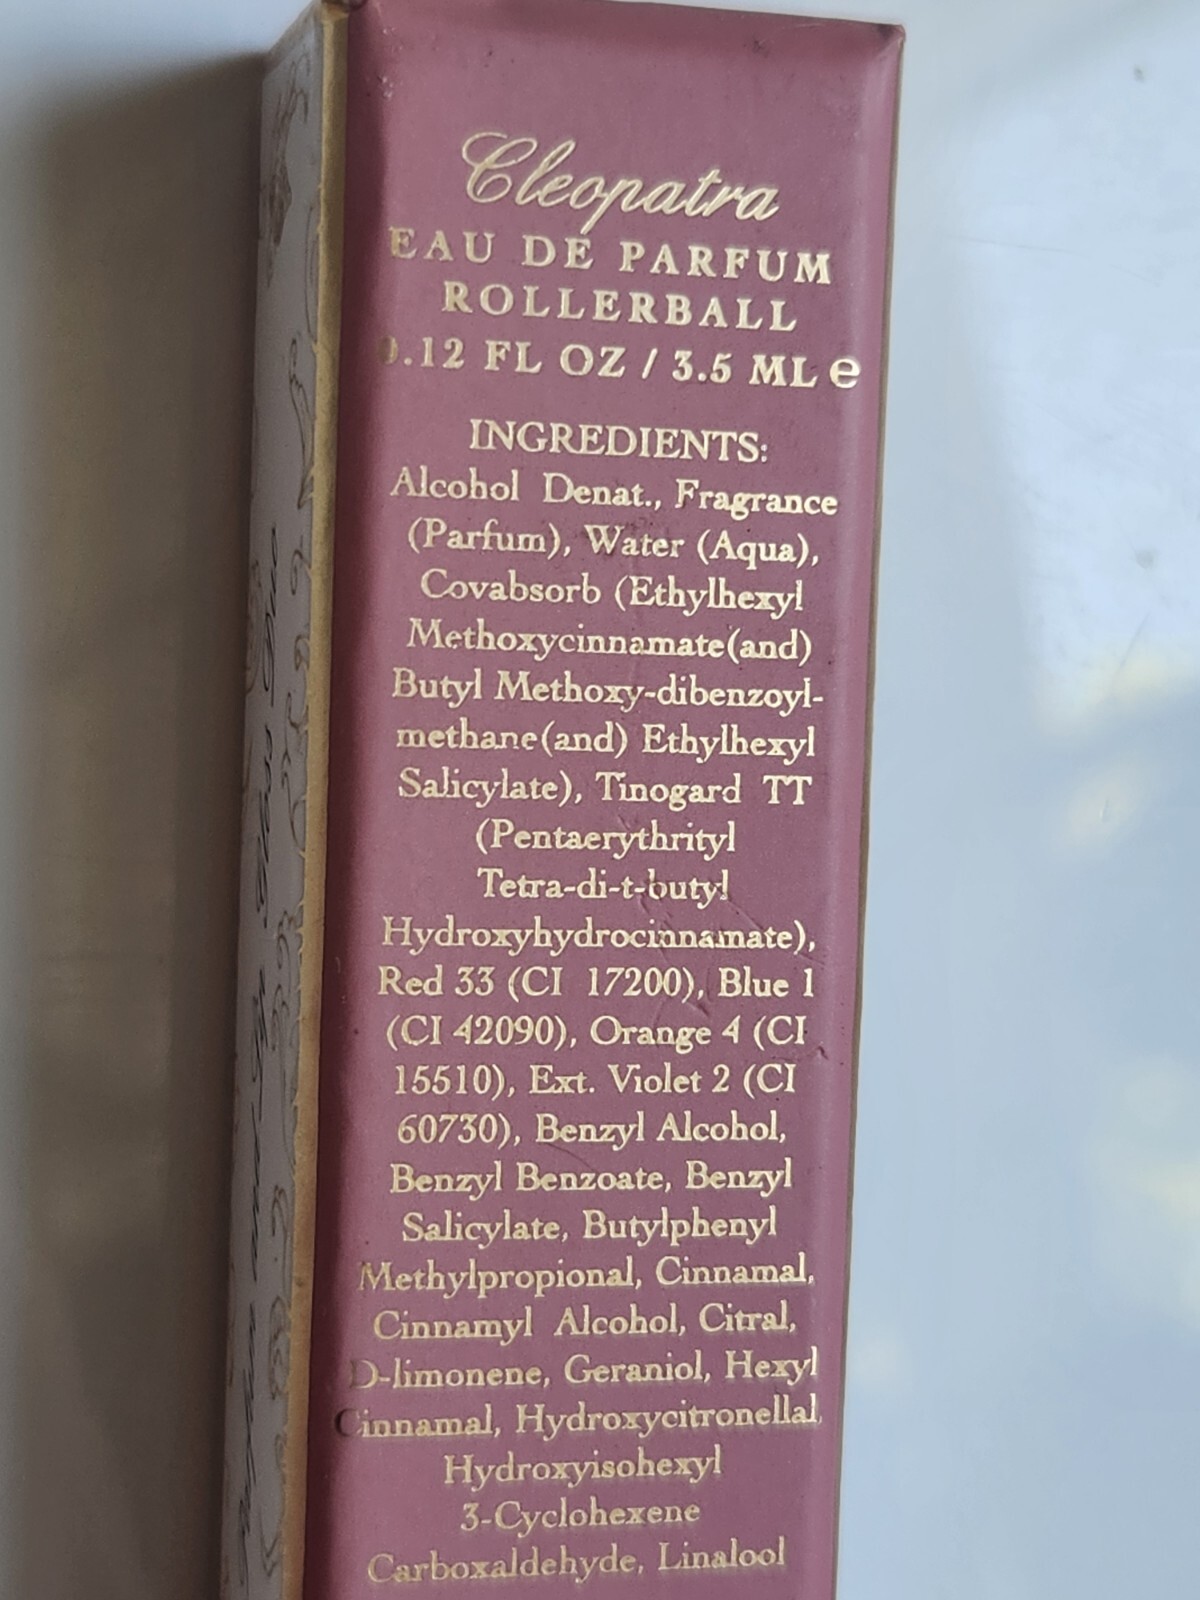 Cleopatra
EAU DE PARFUM
ROLLERBALL
0.12 FL OZ / 3.5 ML e
INGREDIENTS:
Alcohol Denat., Fragrance
(Parfum), Water (Aqua),
Covabsorb (Ethylhexyl
Methoxycinnamate(and)
Butyl Methoxy-dibenzoyl-
methane(and) Ethylhexyl
Salicylate), Tinogard TT
(Pentaerythrityl
Tetra-di-t-butyl
Hydroxyhydrocinnamate),
Red 33 (CI 17200), Blue 1
(CI 42090), Orange 4 (CI
15510), Ext. Violet 2 (CI
60730), Benzyl Alcohol,
Benzyl Benzoate, Benzyl
Salicylate, Butylphenyl
Methylpropional, Cinnamal,
Cinnamyl Alcohol, Citral,
D-limonene, Geraniol, Hexyl
Cinnamal, Hydroxycitronellal,
Hydroxyisohexyl
3-Cyclohexene
Carboxaldehyde, Linalool